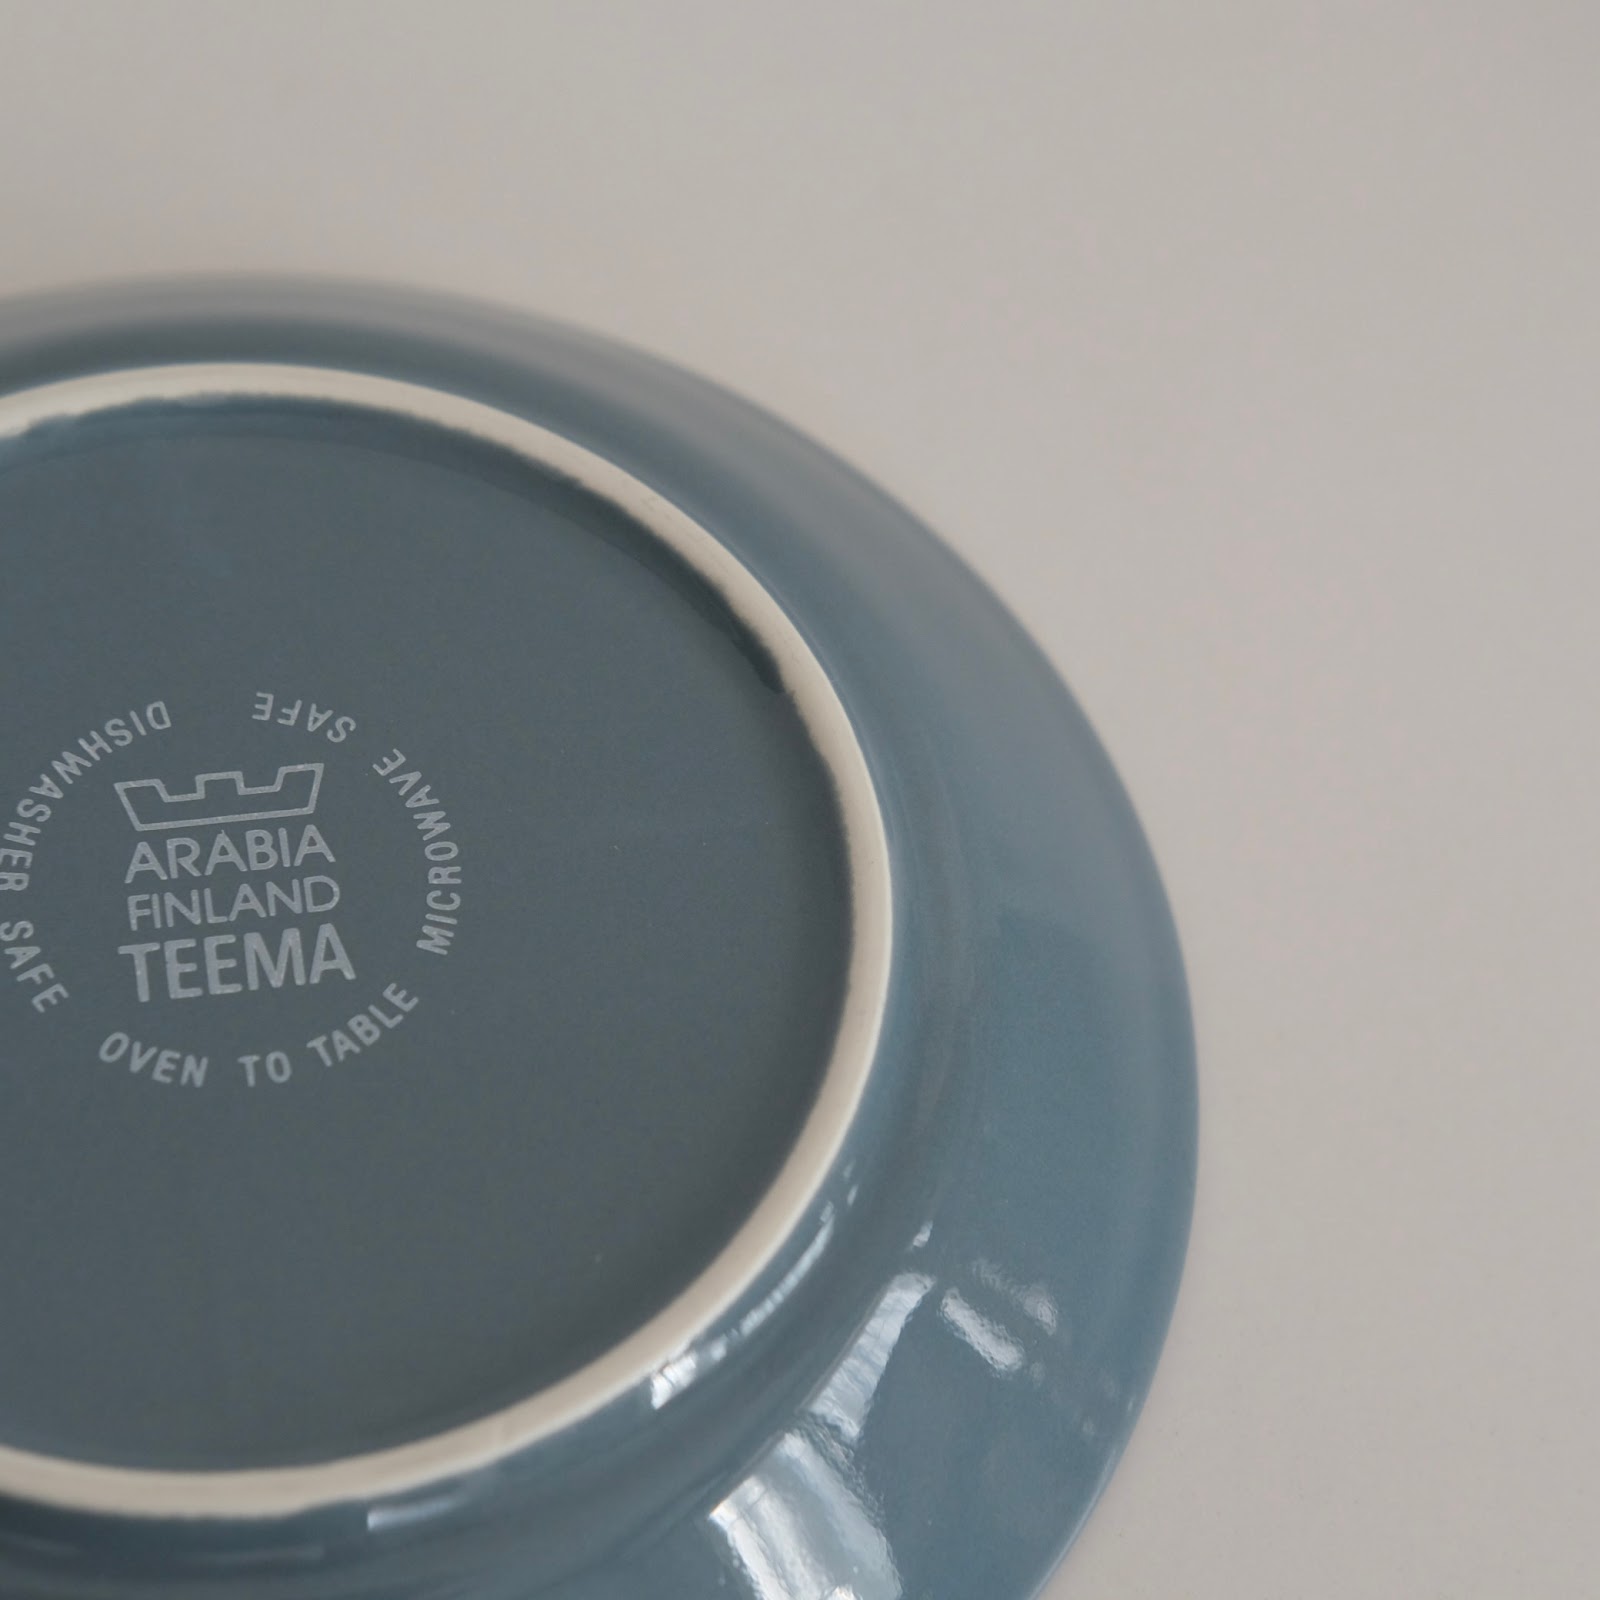 ARABIA
FINLAND
TEEMA
DISHWASHER SAFE
OVEN TO TABLE
MICROWAVE SAFE